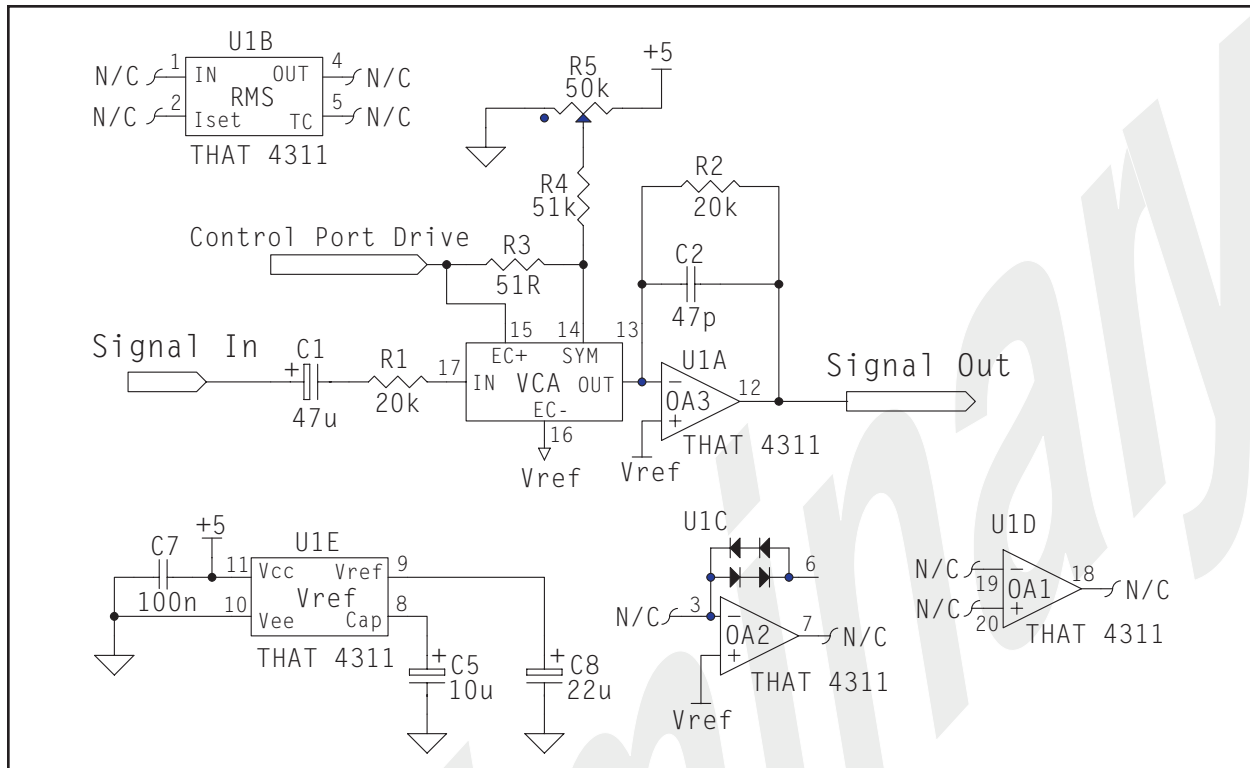 U1B
N/C 1 IN OUT 4 N/C
RMS
N/C 2 Iset TC 5 N/C
THAT 4311
R5
50k
+5
R4
51k
R2
20k
Control Port Drive
R3
51R
C2
47p
15 14 13
Signal In
C1
+
47u
R1
20k
17 IN EC+ SYM VCA OUT
EC-
16
Vref
U1A
−
OA3
+
12
THAT 4311
Vref
Signal Out
+5
C7
100n
U1E
11 Vcc Vref 9
Vref
10 Vee Cap 8
THAT 4311
+
C5
10u
+
C8
22u
U1C
6
N/C 3 −
OA2
+
7 N/C
THAT 4311
Vref
U1D
N/C 19 −
OA1
18 N/C
N/C 20 +
THAT 4311
inary